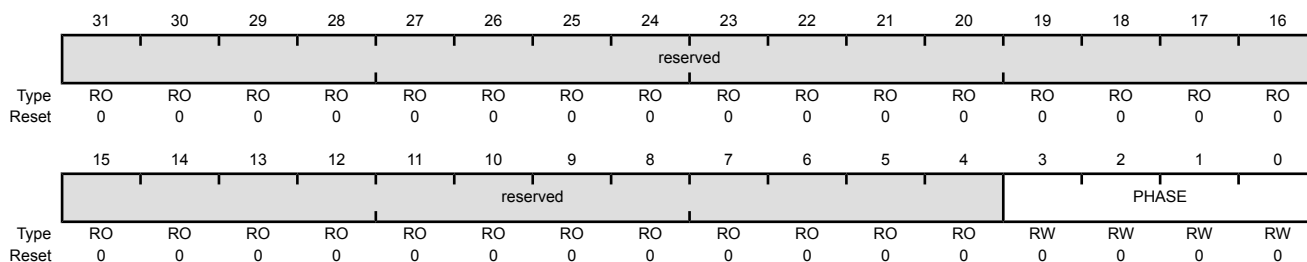 31 30 29 28 27 26 25 24 23 22 21 20 19 18 17 16
reserved
Type RO RO RO RO RO RO RO RO RO RO RO RO RO RO RO RO
Reset 0 0 0 0 0 0 0 0 0 0 0 0 0 0 0 0
15 14 13 12 11 10 9 8 7 6 5 4 3 2 1 0
reserved PHASE
Type RO RO RO RO RO RO RO RO RO RO RO RO RW RW RW RW
Reset 0 0 0 0 0 0 0 0 0 0 0 0 0 0 0 0